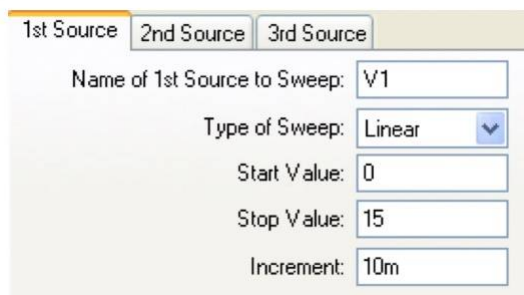 1st Source 2nd Source 3rd Source
Name of 1st Source to Sweep: V1
Type of Sweep: Linear
Start Value: 0
Stop Value: 15
Increment: 10m